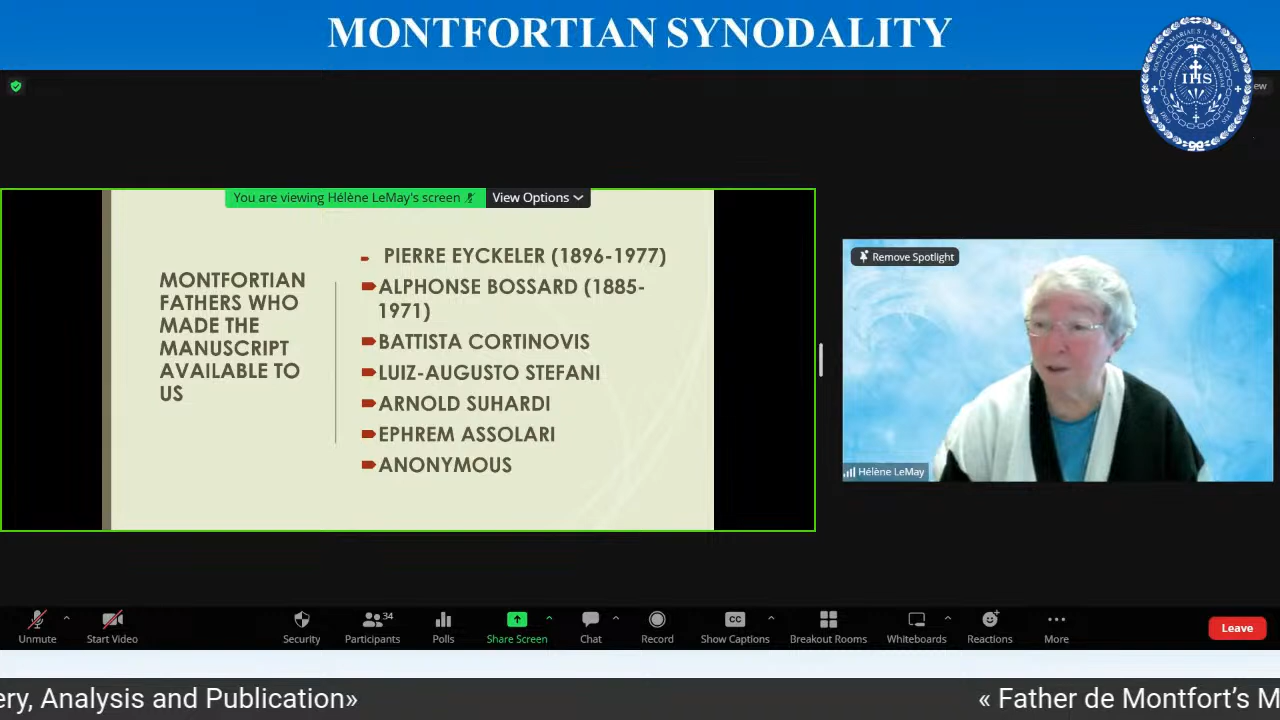 MONTFORTIAN SYNODALITY
IHS
ew
You are viewing Hélène LeMay's screen
View Options
MONTFORTIAN
FATHERS WHO
MADE THE
MANUSCRIPT
AVAILABLE TO
US
PIERRE EYCKELER (1896-1977)
ALPHONSE BOSSARD (1885-
1971)
BATTISTA CORTINOVIS
LUIZ-AUGUSTO STEFANI
ARNOLD SUHARDI
EPHREM ASSOLARI
ANONYMOUS
Remove Spotlight
Hélène LeMay
Unmute
Start Video
Security
34
Participants
Polls
Share Screen
Chat
Record
CC
Show Captions
Breakout Rooms
Whiteboards
Reactions
More
Leave
ery, Analysis and Publication»
« Father de Montfort’s M